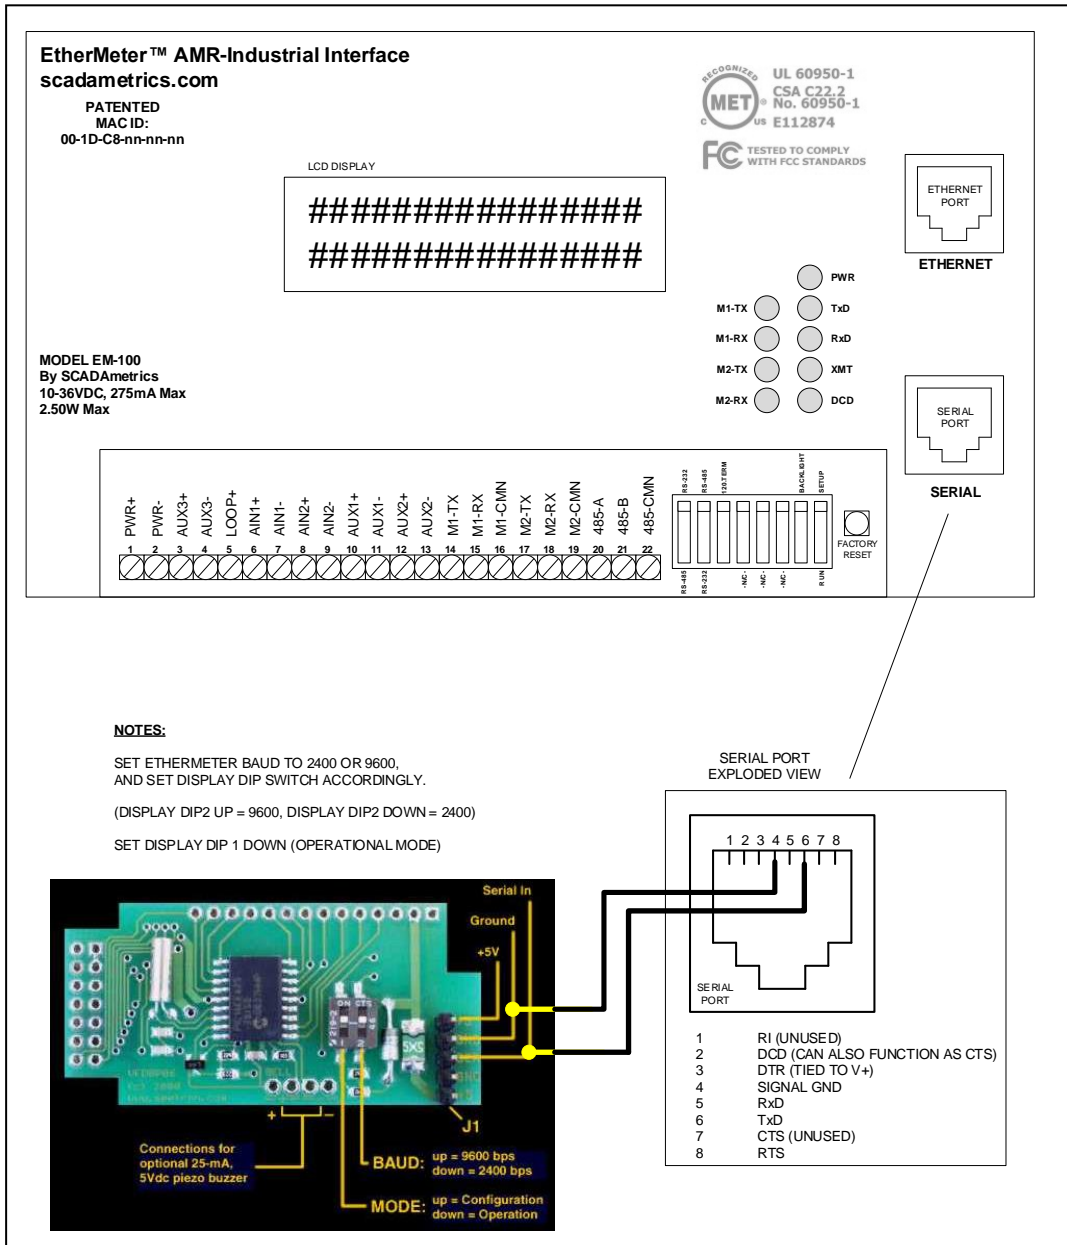 EtherMeter™ AMR-Industrial Interface
scadametrics.com
PATENTED
MAC ID:
00-1D-C8-nn-nn-nn
RECOGNIZED
MET
®
C US
UL 60950-1
CSA C22.2
No. 60950-1
E112874
FC
TESTED TO COMPLY
WITH FCC STANDARDS
LCD DISPLAY
################
################
ETHERNET
PORT
ETHERNET
PWR
M1-TX TxD
M1-RX RxD
M2-TX XMT
M2-RX DCD
MODEL EM-100
By SCADAmetrics
10-36VDC, 275mA Max
2.50W Max
SERIAL
PORT
SERIAL
PWR+ PWR- AUX3+ AUX3- LOOP+ AIN1+ AIN1- AIN2+ AIN2- AUX1+ AUX1- AUX2+ AUX2- M1-TX M1-RX M1-CMN M2-TX M2-RX M2-CMN 485-A 485-B 485-CMN
1 2 3 4 5 6 7 8 9 10 11 12 13 14 15 16 17 18 19 20 21 22
RS-232 RS-485 120.TERM BACKLIGHT SETUP
RS-485 RS-232 -N/C- -N/C- -N/C- RUN
FACTORY
RESET
NOTES:
SET ETHERMETER BAUD TO 2400 OR 9600,
AND SET DISPLAY DIP SWITCH ACCORDINGLY.
(DISPLAY DIP2 UP = 9600, DISPLAY DIP2 DOWN = 2400)
SET DISPLAY DIP 1 DOWN (OPERATIONAL MODE)
SERIAL PORT
EXPLODED VIEW
1 2 3 4 5 6 7 8
SERIAL
PORT
1 RI (UNUSED)
2 DCD (CAN ALSO FUNCTION AS CTS)
3 DTR (TIED TO V+)
4 SIGNAL GND
5 RxD
6 TxD
7 CTS (UNUSED)
8 RTS
Serial In
Ground
+5V
ON CTS
BELL
+ −
J1
Connections for
optional 25-mA,
5Vdc piezo buzzer
BAUD: up = 9600 bps
down = 2400 bps
MODE: up = Configuration
down = Operation